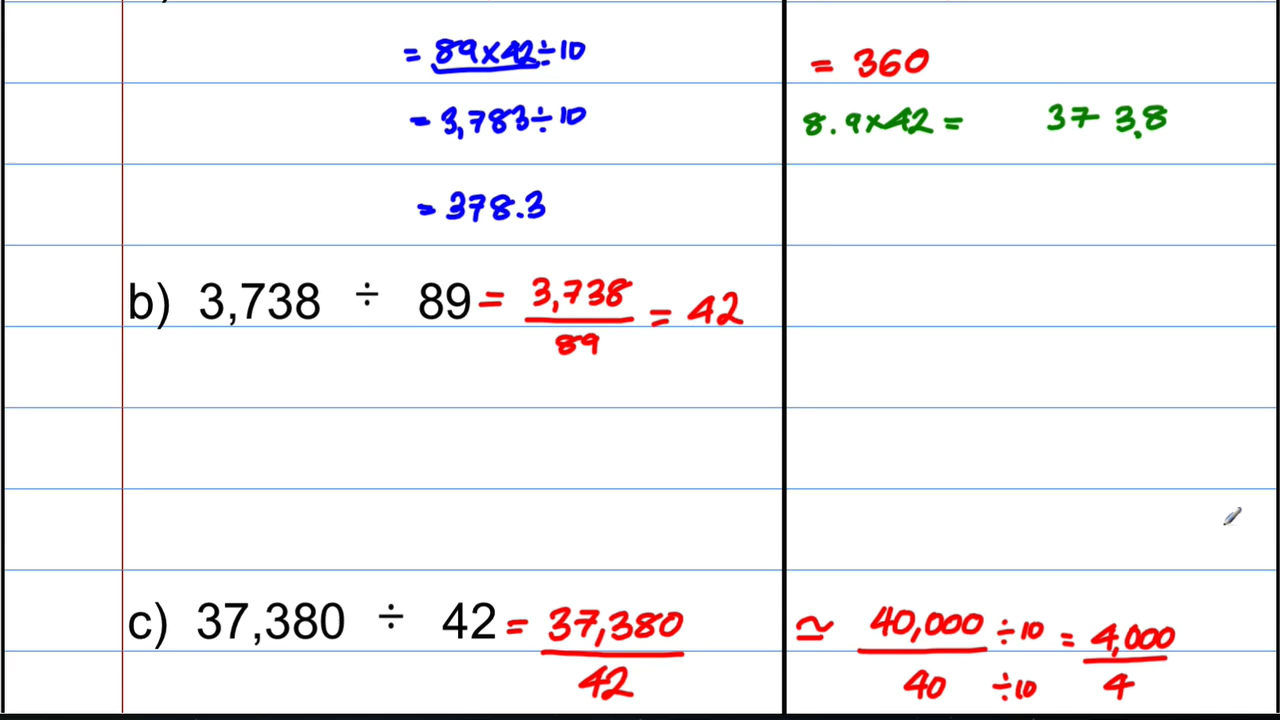 = 89×42÷10
= 3,783÷10
= 378.3
= 360
8.9×42 = 37 3.8
b) 3,738 ÷ 89 = 3,738/89 = 42
c) 37,380 ÷ 42 = 37,380/42
≃ 40,000/40 ÷10/÷10 = 4,000/4